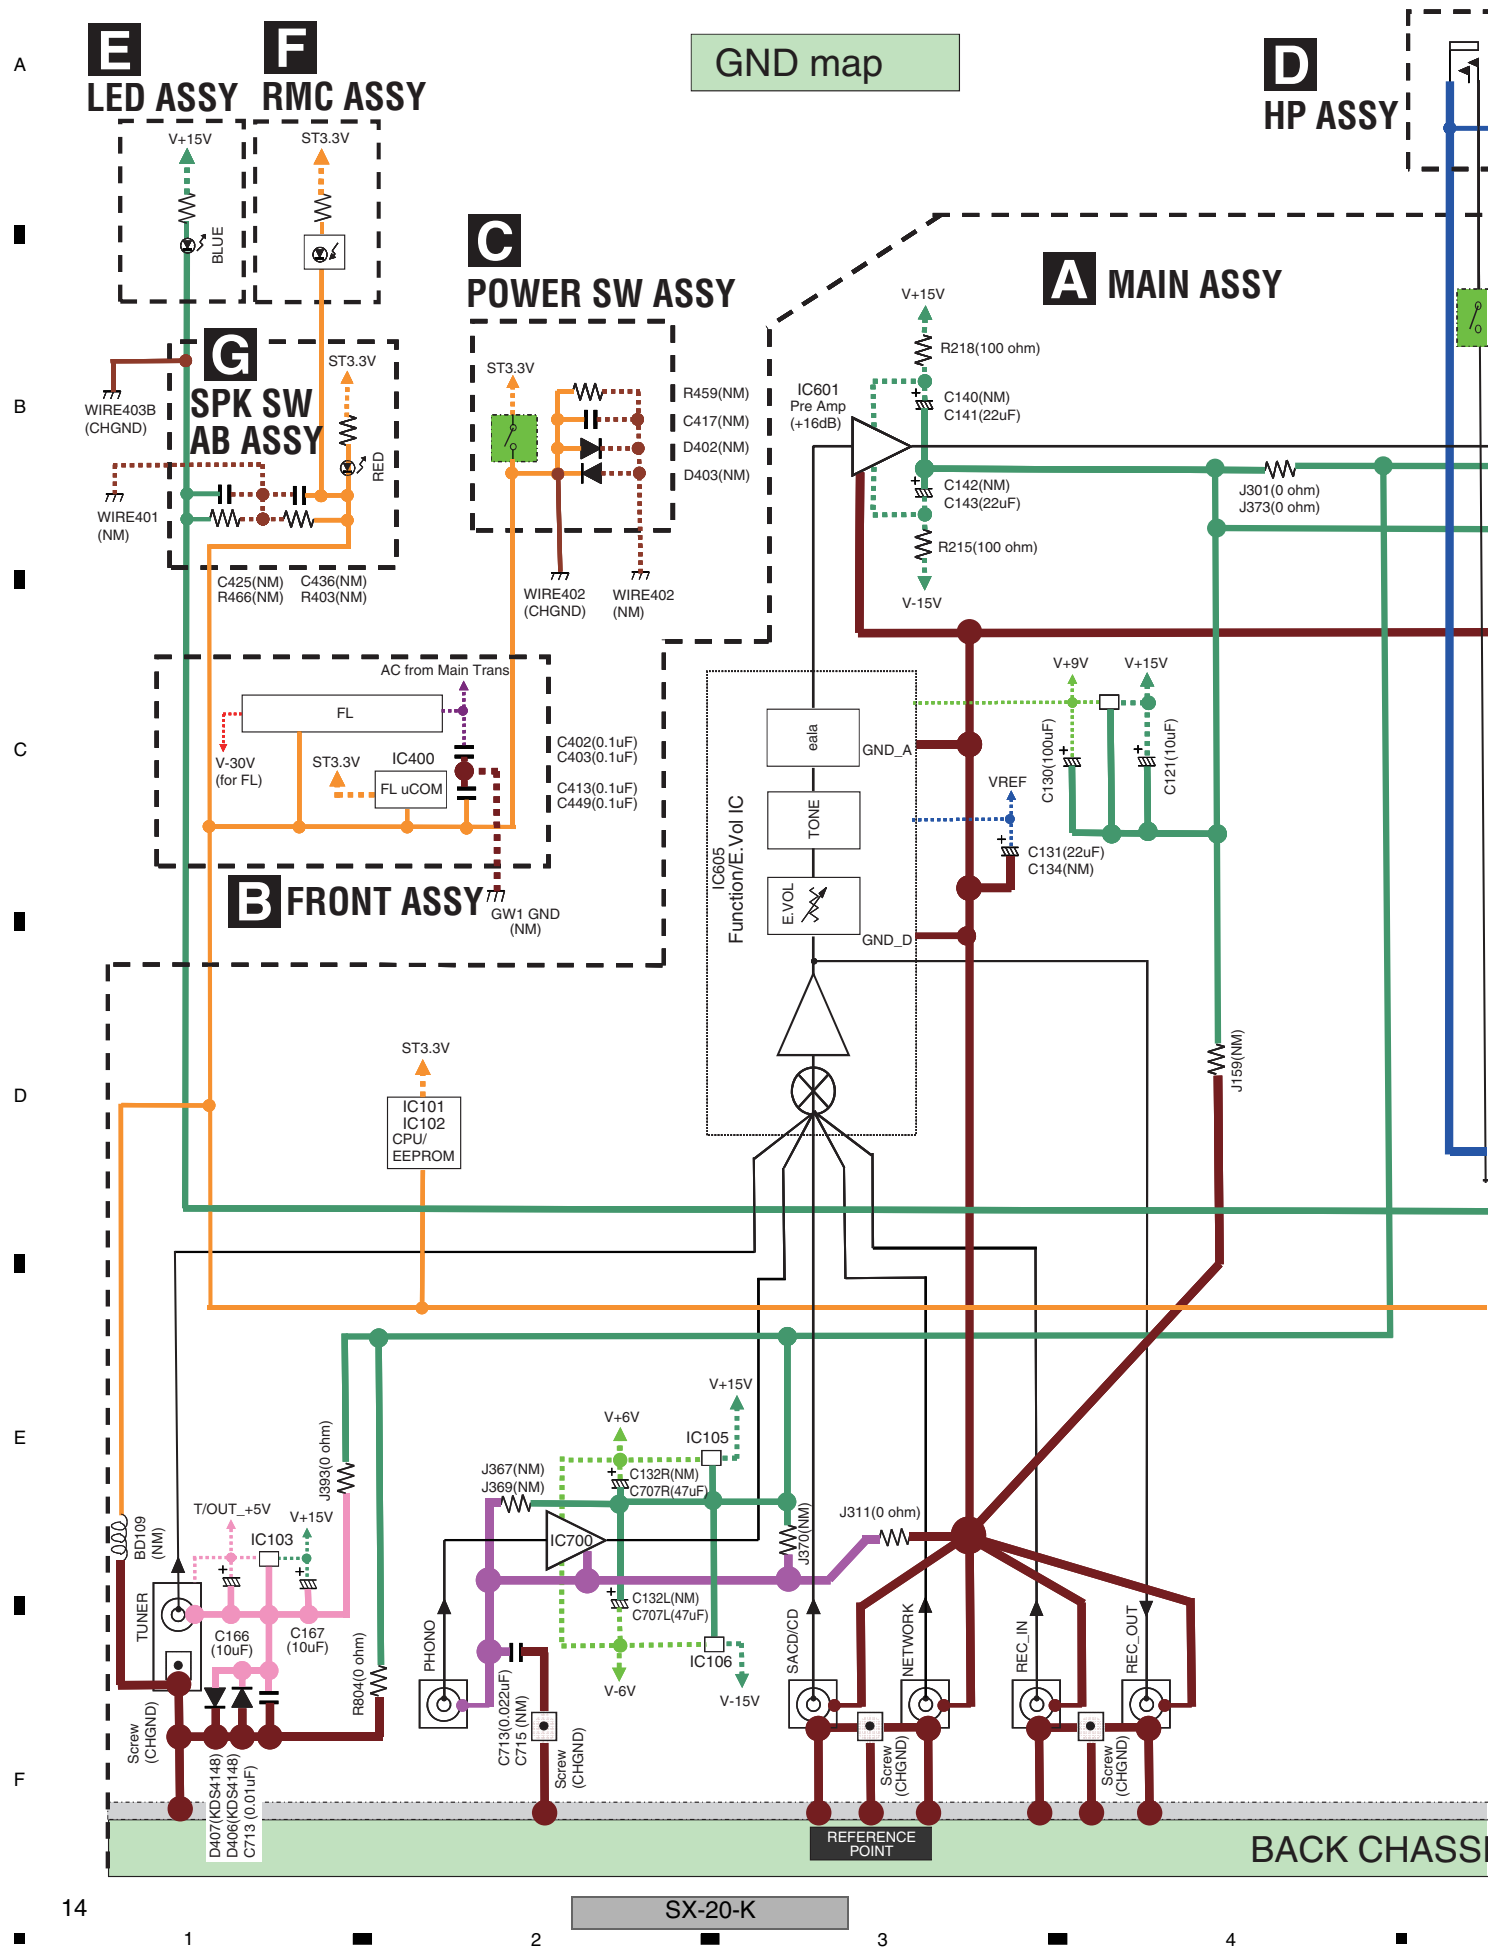 GND map
A
E
LED ASSY
F
RMC ASSY
D
HP ASSY
V+15V
ST3.3V
BLUE
C
POWER SW ASSY
A MAIN ASSY
G
SPK SW
AB ASSY
ST3.3V
RED
WIRE403B
(CHGND)
WIRE401
(NM)
C425(NM)
R466(NM)
C436(NM)
R403(NM)
B
ST3.3V
R459(NM)
C417(NM)
D402(NM)
D403(NM)
WIRE402
(CHGND)
WIRE402
(NM)
V+15V
R218(100 ohm)
IC601
Pre Amp
(+16dB)
C140(NM)
C141(22uF)
C142(NM)
C143(22uF)
R215(100 ohm)
V-15V
J301(0 ohm)
J373(0 ohm)
C
AC from Main Trans
FL
V-30V
(for FL)
ST3.3V
IC400
FL uCOM
C402(0.1uF)
C403(0.1uF)
C413(0.1uF)
C449(0.1uF)
B FRONT ASSY
GW1 GND
(NM)
IC605
Function/E.Vol IC
eala
TONE
E.VOL
GND_A
GND_D
V+9V
V+15V
C130(100uF)
C121(10uF)
VREF
C131(22uF)
C134(NM)
D
ST3.3V
IC101
IC102
CPU/
EEPROM
J159(NM)
E
J393(0 ohm)
T/OUT_+5V
V+15V
IC103
BD109
(NM)
TUNER
C166
(10uF)
C167
(10uF)
R804(0 ohm)
Screw
(CHGND)
D407(KDS4148)
D406(KDS4148)
C713 (0.01uF)
V+6V
V+15V
IC105
J367(NM)
J369(NM)
C132R(NM)
C707R(47uF)
IC700
J370(NM)
J311(0 ohm)
C132L(NM)
C707L(47uF)
IC106
V-6V
V-15V
PHONO
C713(0.022uF)
C715 (NM)
Screw
(CHGND)
SACD/CD
NETWORK
REC_IN
REC_OUT
Screw
(CHGND)
Screw
(CHGND)
F
REFERENCE
POINT
BACK CHASSI
14
SX-20-K
1
2
3
4